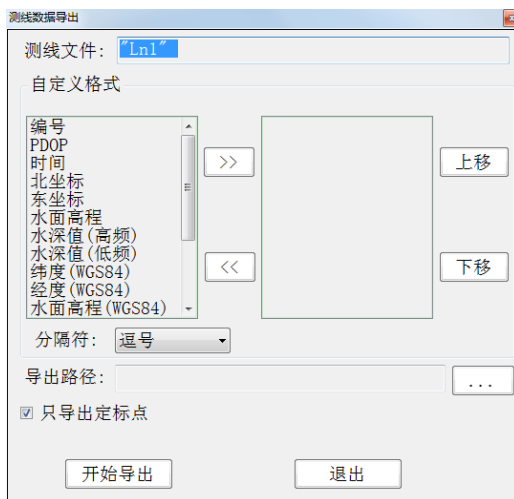 测线数据导出
测线文件: "Ln1"
自定义格式
编号
PDOP
时间
北坐标
东坐标
水面高程
水深值(高频)
水深值(低频)
纬度(WGS84)
经度(WGS84)
水面高程(WGS84)
>>
<<
上移
下移
分隔符: 逗号
导出路径: ...
只导出定标点
开始导出 退出